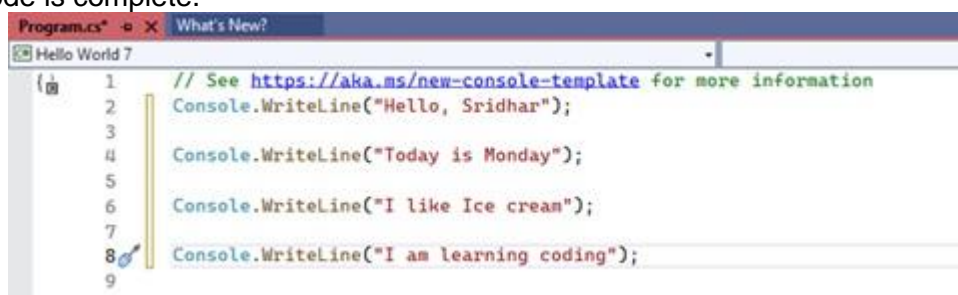 ode is complete.
Program.cs* What's New?
Hello World 7
1 // See https://aka.ms/new-console-template for more information
2 Console.WriteLine("Hello, Sridhar");
3
4 Console.WriteLine("Today is Monday");
5
6 Console.WriteLine("I like Ice cream");
7
8 Console.WriteLine("I am learning coding");
9